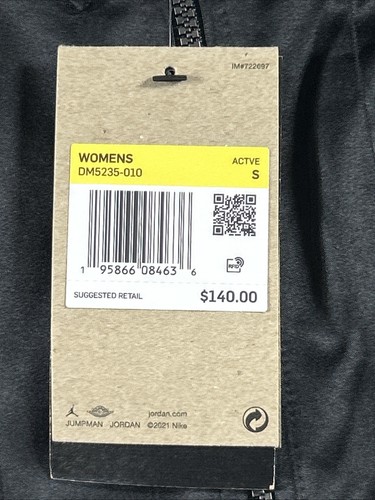 IM#722697
WOMENS
DM5235-010
ACTVE
S
1 95866 08463 6
RFID
SUGGESTED RETAIL
$140.00
jordan.com
JUMPMAN JORDAN ©2021 Nike